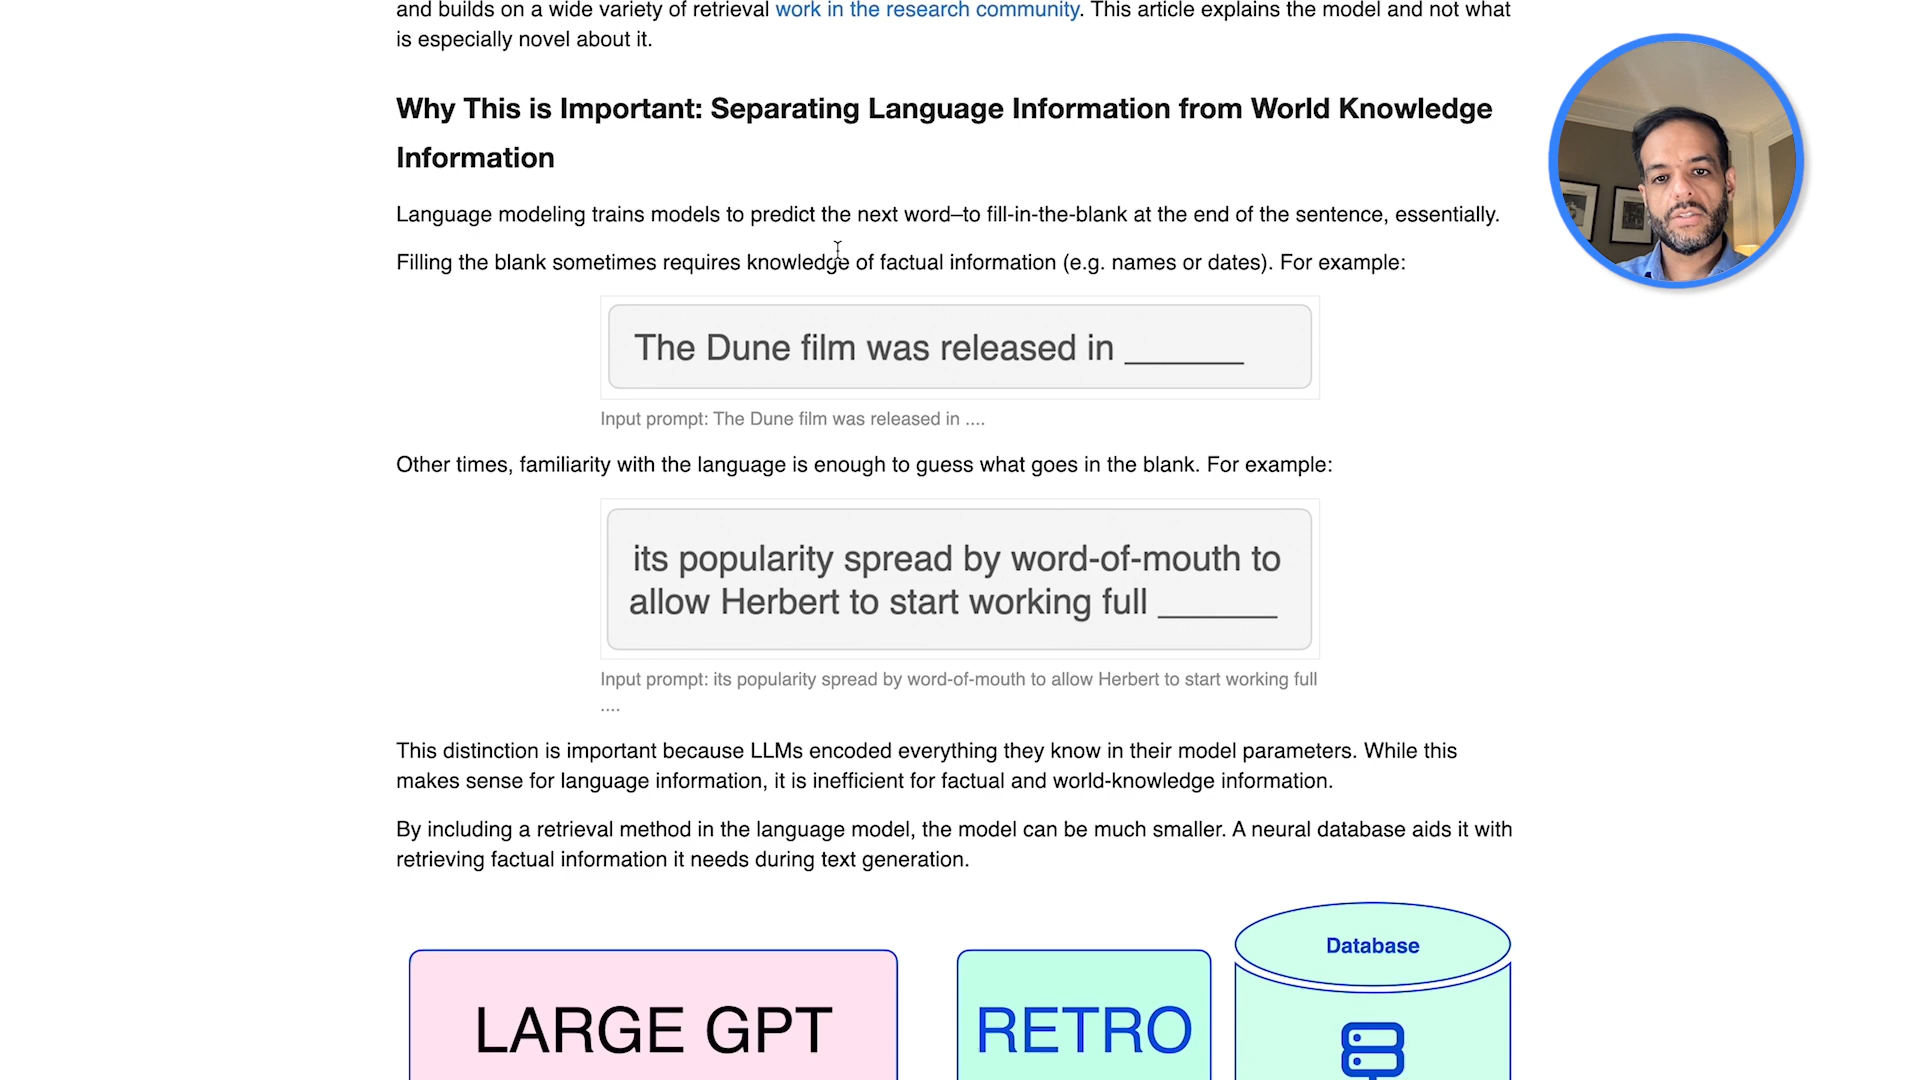 and builds on a wide variety of retrieval work in the research community. This article explains the model and not what
is especially novel about it.
Why This is Important: Separating Language Information from World Knowledge
Information
Language modeling trains models to predict the next word–to fill-in-the-blank at the end of the sentence, essentially.
Filling the blank sometimes requires knowledge of factual information (e.g. names or dates). For example:
The Dune film was released in ______
Input prompt: The Dune film was released in ....
Other times, familiarity with the language is enough to guess what goes in the blank. For example:
its popularity spread by word-of-mouth to
allow Herbert to start working full ______
Input prompt: its popularity spread by word-of-mouth to allow Herbert to start working full
....
This distinction is important because LLMs encoded everything they know in their model parameters. While this
makes sense for language information, it is inefficient for factual and world-knowledge information.
By including a retrieval method in the language model, the model can be much smaller. A neural database aids it with
retrieving factual information it needs during text generation.
Database
LARGE GPT
RETRO